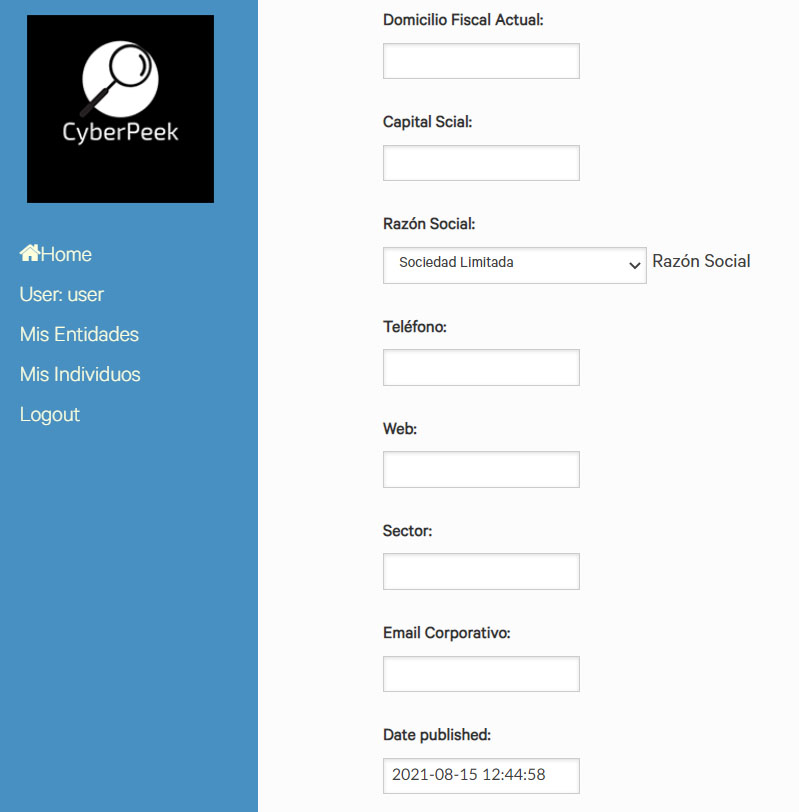 CyberPeek
Home
User: user
Mis Entidades
Mis Individuos
Logout
Domicilio Fiscal Actual:
Capital Scial:
Razón Social:
Sociedad Limitada
Razón Social
Teléfono:
Web:
Sector:
Email Corporativo:
Date published:
2021-08-15 12:44:58